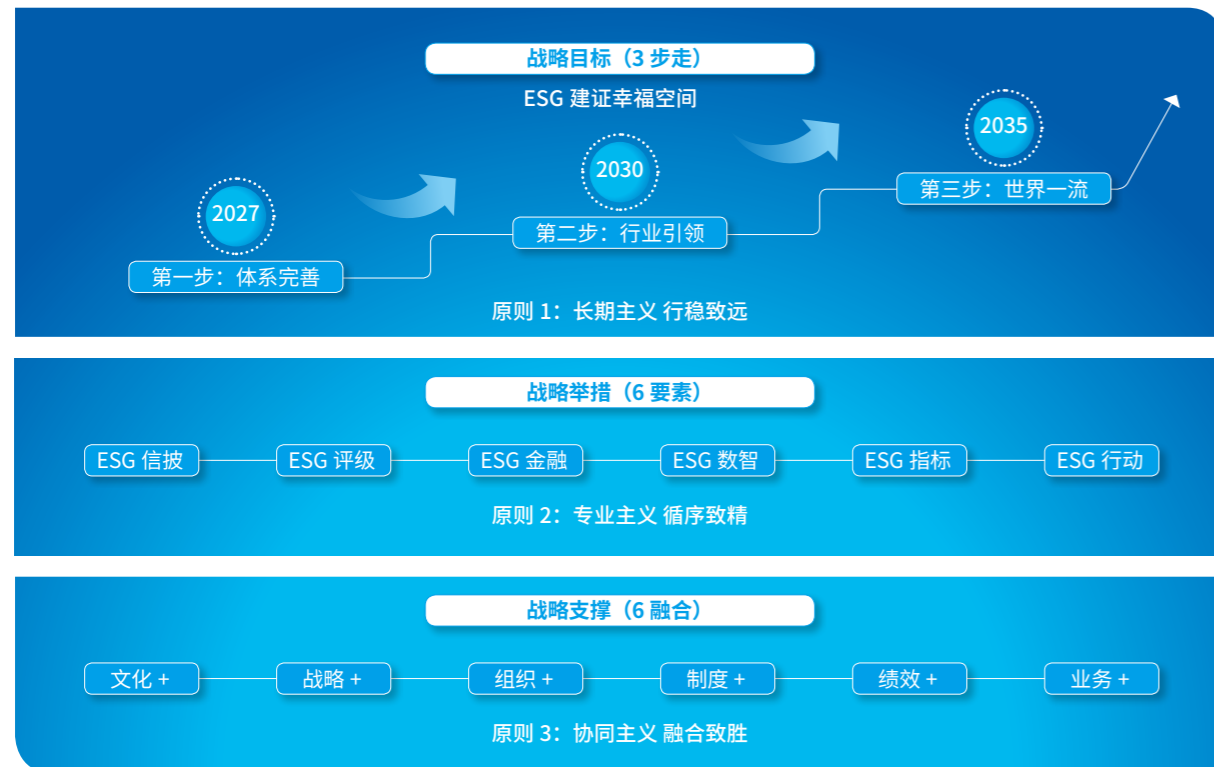 战略目标（3 步走）
ESG 建证幸福空间
2035
2030
2027
第三步：世界一流
第二步：行业引领
第一步：体系完善
原则 1：长期主义 行稳致远
战略举措（6 要素）
ESG 信披
ESG 评级
ESG 金融
ESG 数智
ESG 指标
ESG 行动
原则 2：专业主义 循序致精
战略支撑（6 融合）
文化 +
战略 +
组织 +
制度 +
绩效 +
业务 +
原则 3：协同主义 融合致胜